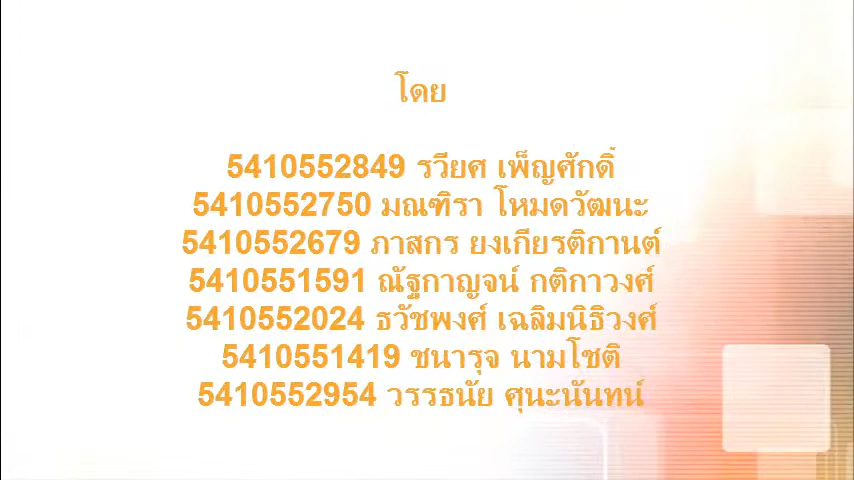 โดย
5410552849 รวียศ เพ็ญศักดิ์
5410552750 มณฑิรา โหมดวัฒนะ
5410552679 ภาสกร ยงเกียรติกานต์
5410551591 ณัฐกาญจน์ กติกาวงศ์
5410552024 ธวัชพงศ์ เฉลิมนิธิวงศ์
5410551419 ชนารุจ นามโชติ
5410552954 วรรธนัย ศุนะนันทน์